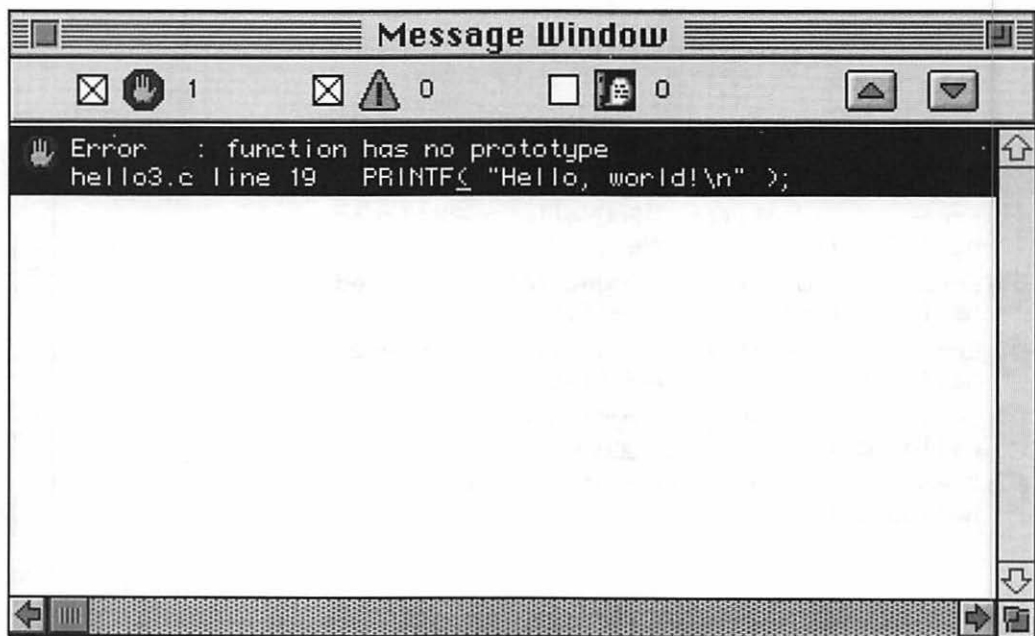 Message Window
1 0 0
Error : function has no prototype
hello3.c line 19 PRINTF( "Hello, world!\n" );